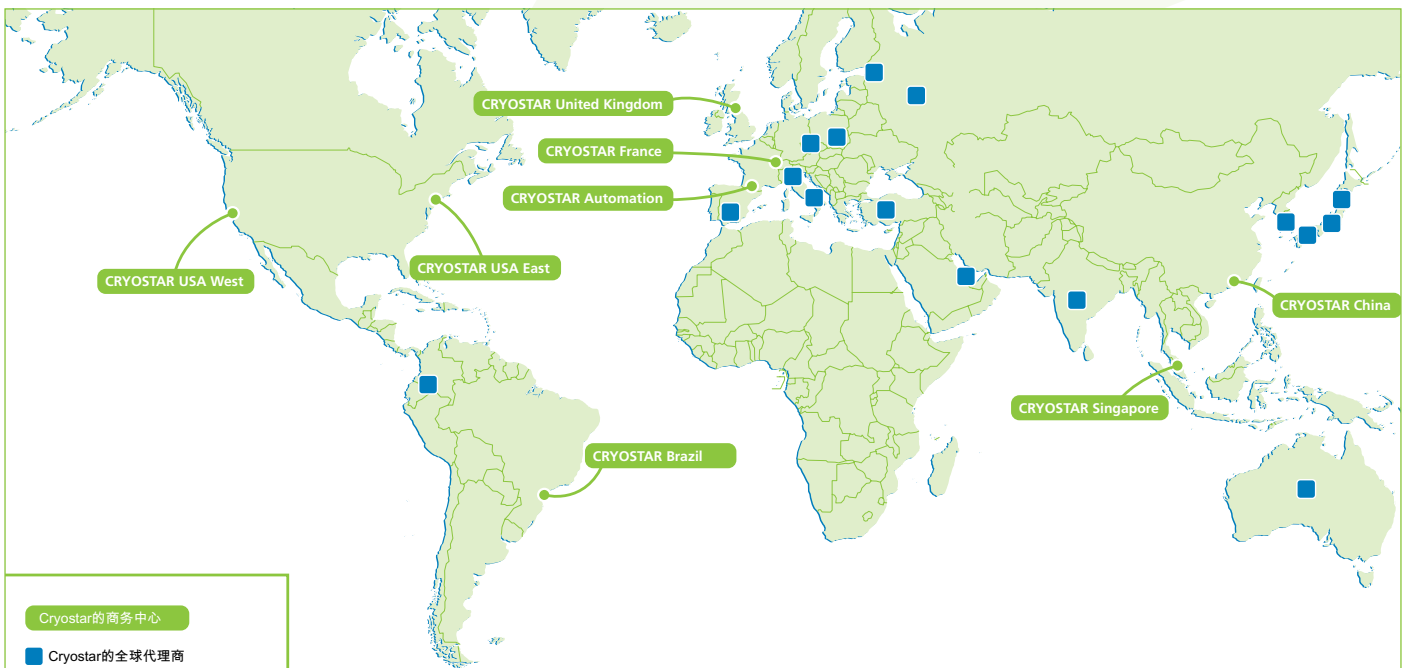 CRYOSTAR United Kingdom
CRYOSTAR France
CRYOSTAR Automation
CRYOSTAR USA West
CRYOSTAR USA East
CRYOSTAR China
CRYOSTAR Singapore
CRYOSTAR Brazil
Cryostar的商务中心
Cryostar的全球代理商